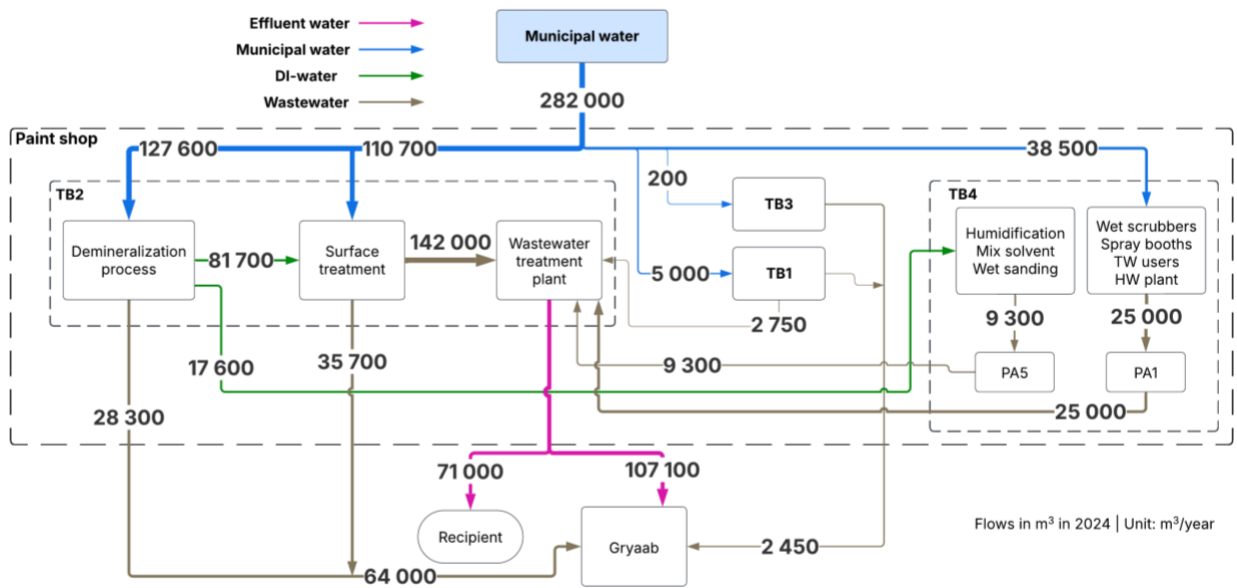 Effluent water
Municipal water
DI-water
Wastewater
Municipal water
282 000
Paint shop
127 600
110 700
38 500
TB2
200
TB3
TB4
Demineralization
process
81 700
Surface
treatment
142 000
Wastewater
treatment
plant
5 000
TB1
Humidification
Mix solvent
Wet sanding
Wet scrubbers
Spray booths
TW users
HW plant
2 750
9 300
25 000
17 600
35 700
9 300
PA5
PA1
28 300
25 000
71 000
107 100
Recipient
Gryaab
2 450
64 000
Flows in m³ in 2024 | Unit: m³/year